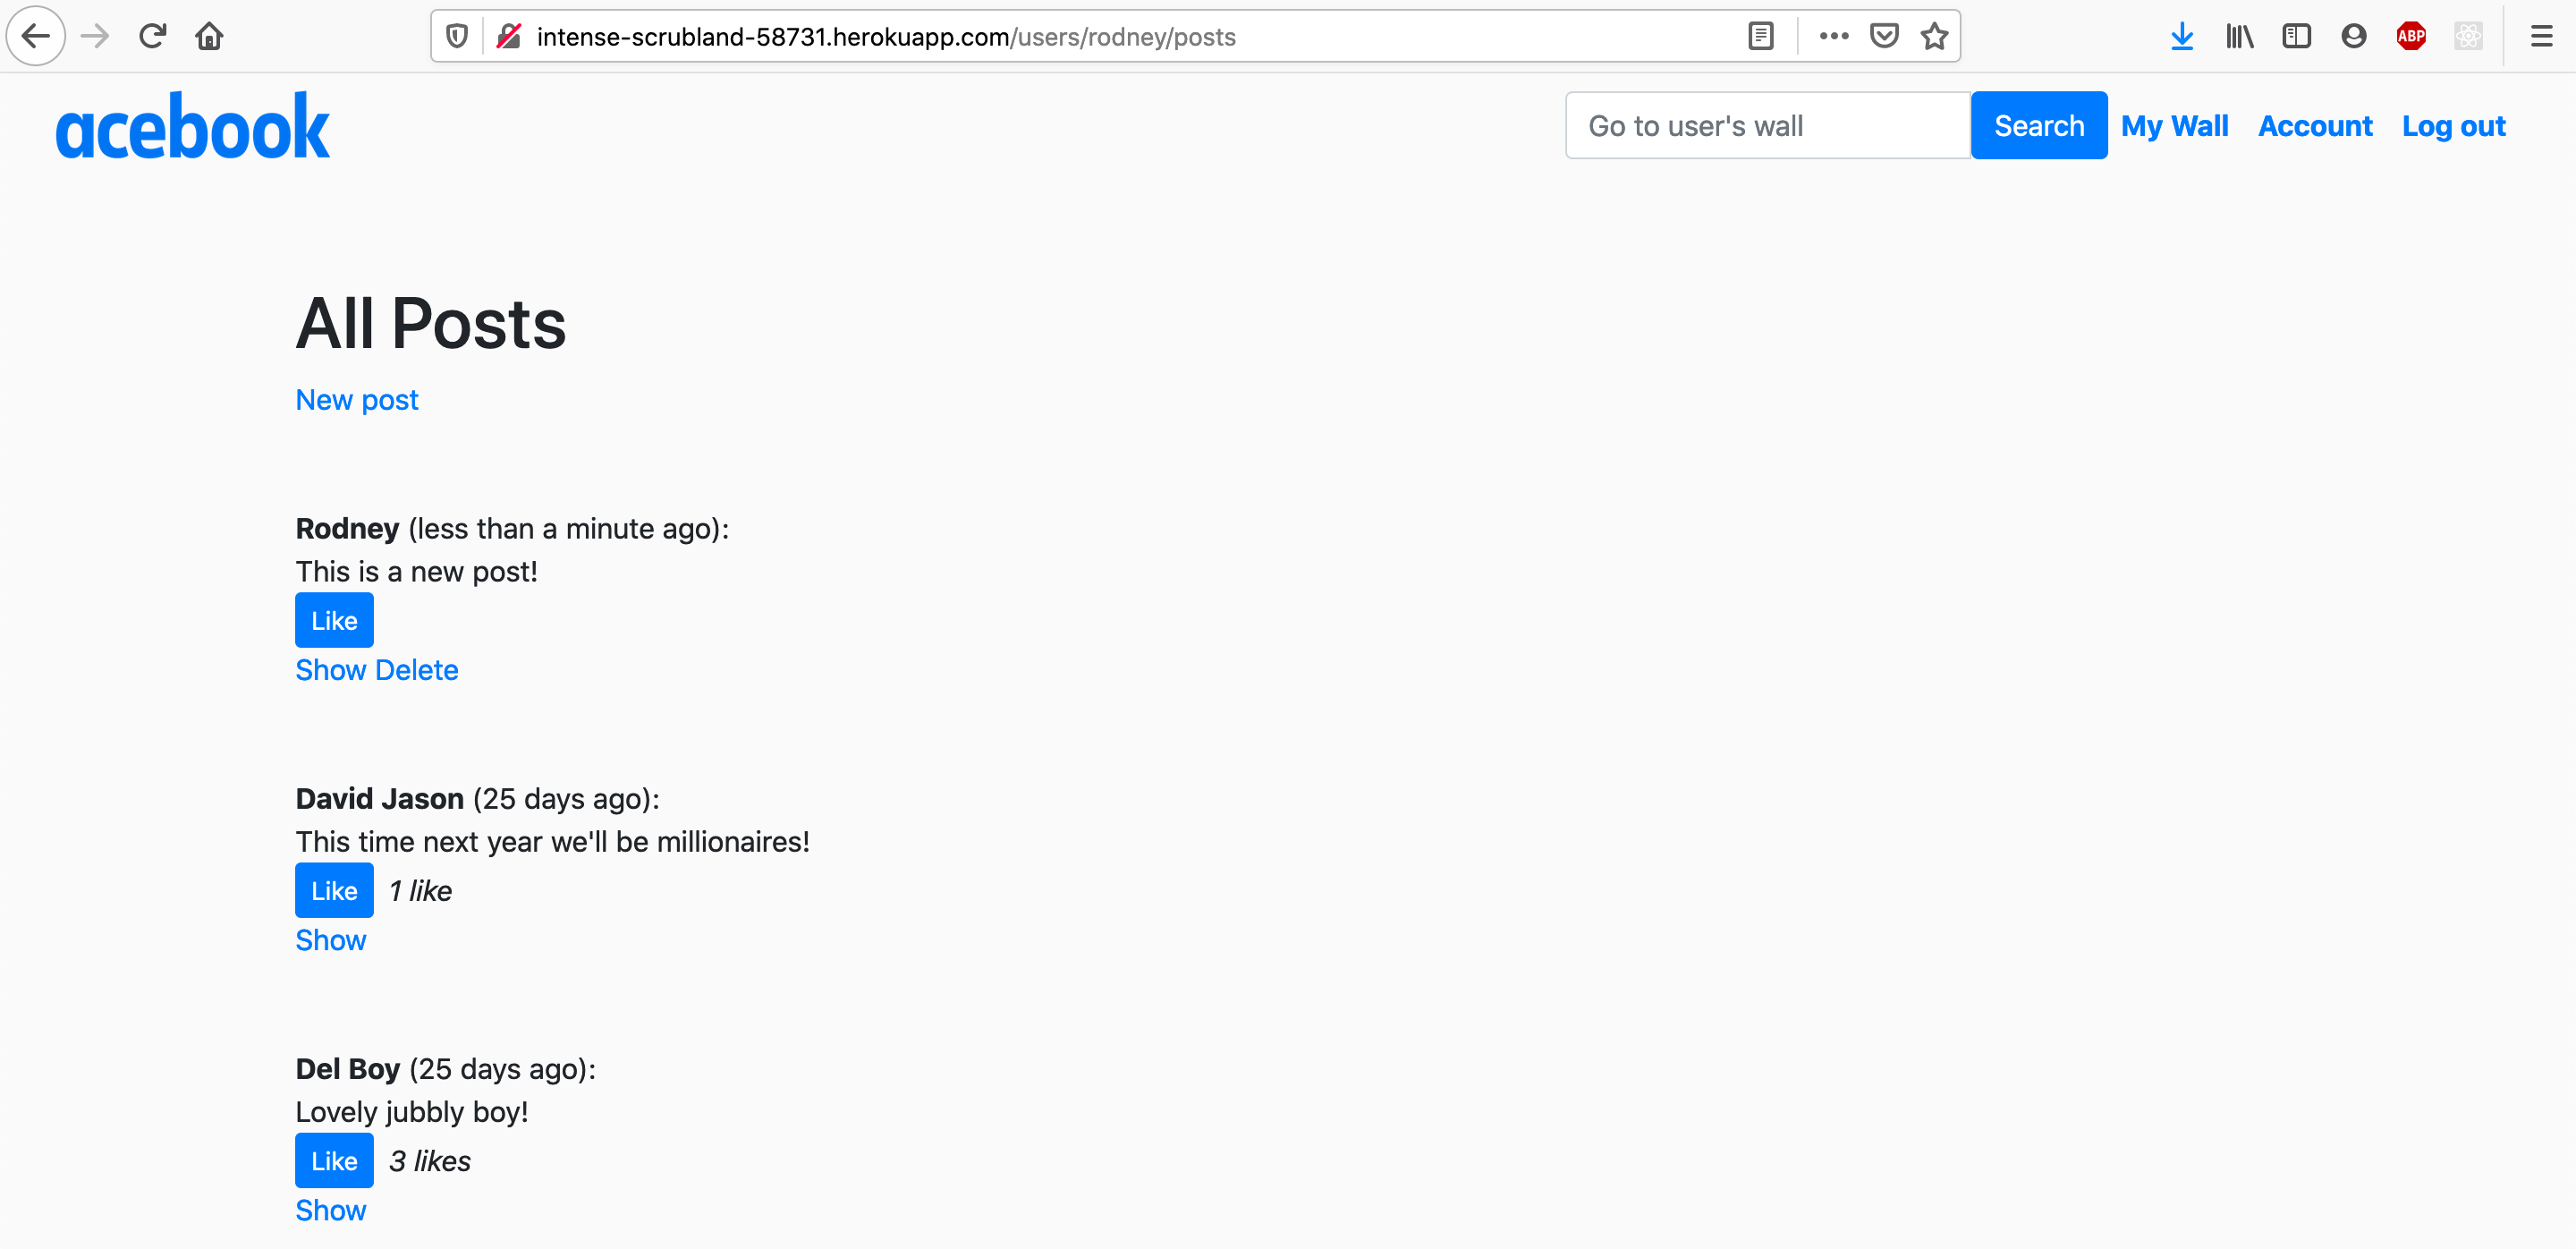 intense-scrubland-58731.herokuapp.com/users/rodney/posts
ABP
acebook
Go to user's wall Search My Wall Account Log out
All Posts
New post
Rodney (less than a minute ago):
This is a new post!
Like
Show Delete
David Jason (25 days ago):
This time next year we'll be millionaires!
Like 1 like
Show
Del Boy (25 days ago):
Lovely jubbly boy!
Like 3 likes
Show